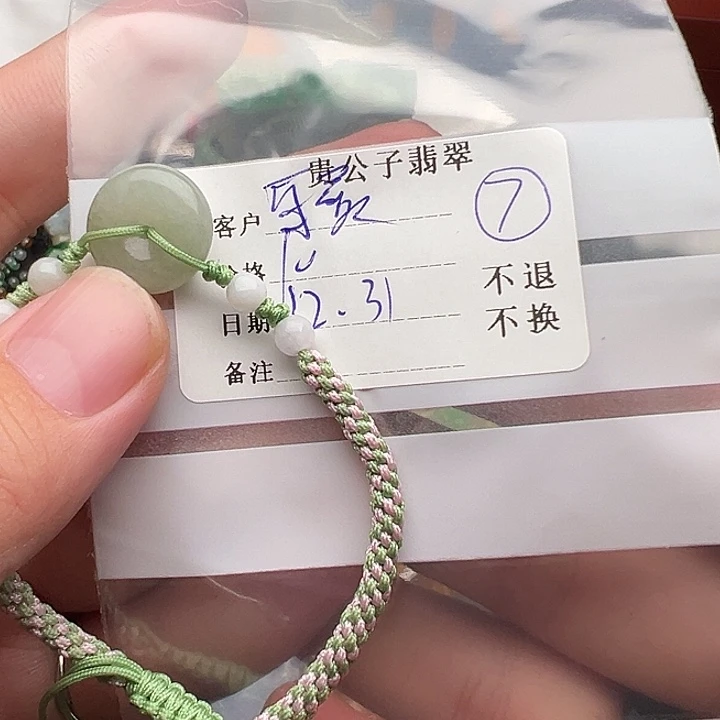 贵公子翡翠
客户
⑦
价格
不退
日期 12.31
不换
备注